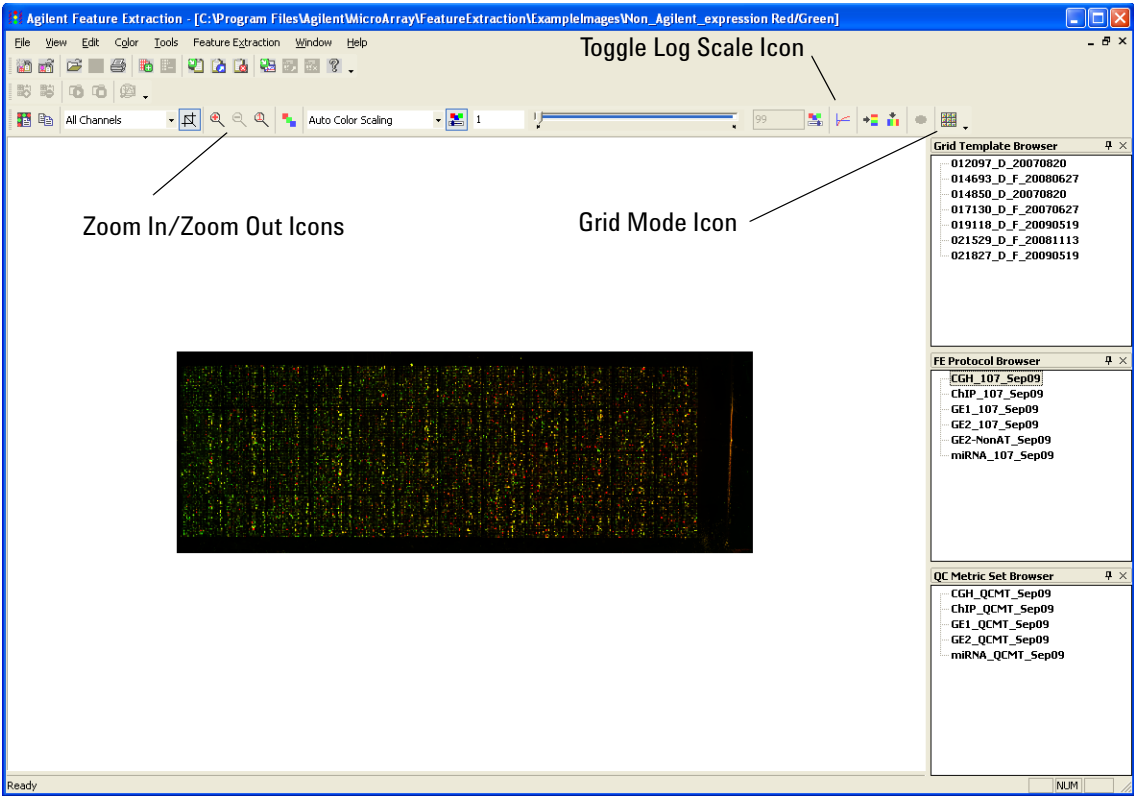 Agilent Feature Extraction - [C:\Program Files\Agilent\MicroArray\FeatureExtraction\ExampleImages\Non_Agilent_expression Red/Green]
File View Edit Color Tools Feature Extraction Window Help
Toggle Log Scale Icon
All Channels
Auto Color Scaling
1
99
Zoom In/Zoom Out Icons
Grid Mode Icon
Grid Template Browser
012097_D_20070820
014693_D_F_20080627
014850_D_20070820
017130_D_F_20070627
019118_D_F_20090519
021529_D_F_20081113
021827_D_F_20090519
FE Protocol Browser
CGH_107_Sep09
ChIP_107_Sep09
GE1_107_Sep09
GE2_107_Sep09
GE2-NonAT_Sep09
miRNA_107_Sep09
QC Metric Set Browser
CGH_QCMT_Sep09
ChIP_QCMT_Sep09
GE1_QCMT_Sep09
GE2_QCMT_Sep09
miRNA_QCMT_Sep09
Ready
NUM